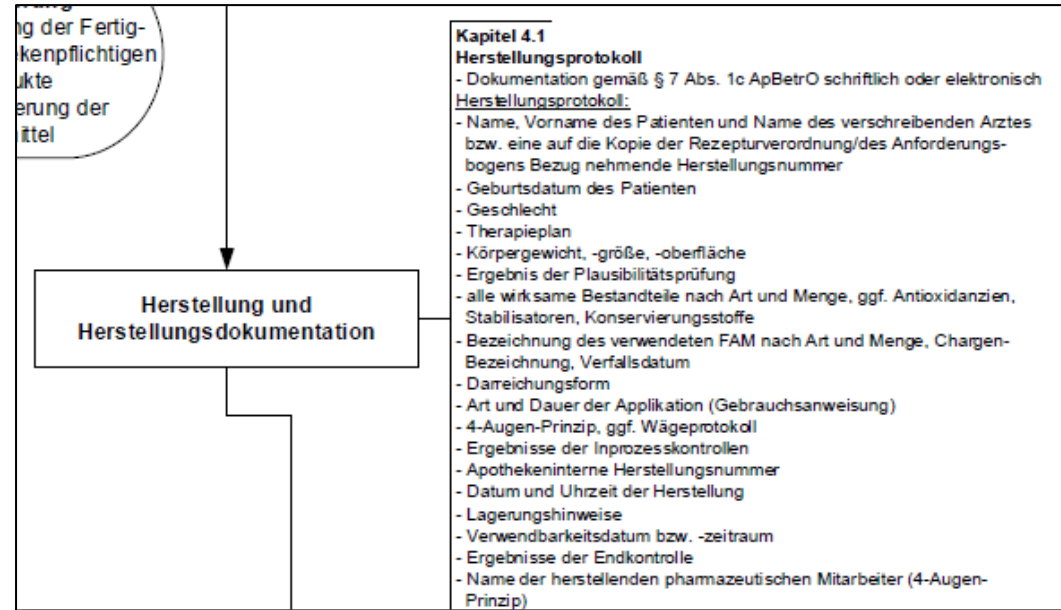 ng der Fertig-
kenpflichtigen
ukte
erung der
ittel
Herstellung und
Herstellungsdokumentation
Kapitel 4.1
Herstellungsprotokoll
- Dokumentation gemäß § 7 Abs. 1c ApBetrO schriftlich oder elektronisch
Herstellungsprotokoll:
- Name, Vorname des Patienten und Name des verschreibenden Arztes
bzw. eine auf die Kopie der Rezepturverordnung/des Anforderungs-
bogens Bezug nehmende Herstellungsnummer
- Geburtsdatum des Patienten
- Geschlecht
- Therapieplan
- Körpergewicht, -größe, -oberfläche
- Ergebnis der Plausibilitätsprüfung
- alle wirksame Bestandteile nach Art und Menge, ggf. Antioxidanzien,
Stabilisatoren, Konservierungsstoffe
- Bezeichnung des verwendeten FAM nach Art und Menge, Chargen-
Bezeichnung, Verfallsdatum
- Darreichungsform
- Art und Dauer der Applikation (Gebrauchsanweisung)
- 4-Augen-Prinzip, ggf. Wägeprotokoll
- Ergebnisse der Inprozesskontrollen
- Apothekeninterne Herstellungsnummer
- Datum und Uhrzeit der Herstellung
- Lagerungshinweise
- Verwendbarkeitsdatum bzw. -zeitraum
- Ergebnisse der Endkontrolle
- Name der herstellenden pharmazeutischen Mitarbeiter (4-Augen-
Prinzip)